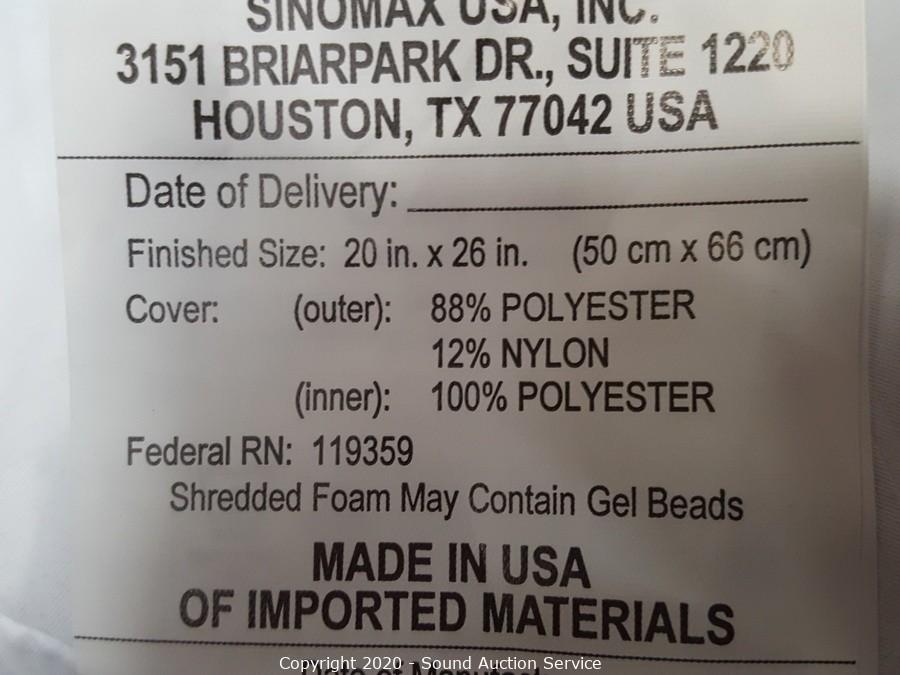 SINOMAX USA, INC.
3151 BRIARPARK DR., SUITE 1220
HOUSTON, TX 77042 USA
Date of Delivery:
Finished Size: 20 in. x 26 in. (50 cm x 66 cm)
Cover: (outer): 88% POLYESTER
12% NYLON
(inner): 100% POLYESTER
Federal RN: 119359
Shredded Foam May Contain Gel Beads
MADE IN USA
OF IMPORTED MATERIALS
Copyright 2020 - Sound Auction Service